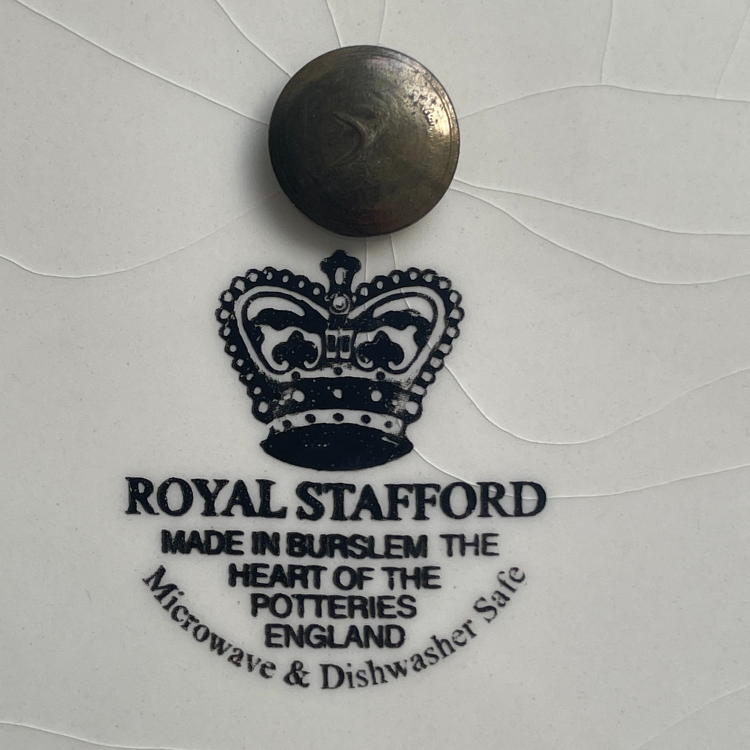 ROYAL STAFFORD
MADE IN BURSLEM THE
HEART OF THE
POTTERIES
ENGLAND
Microwave & Dishwasher Safe